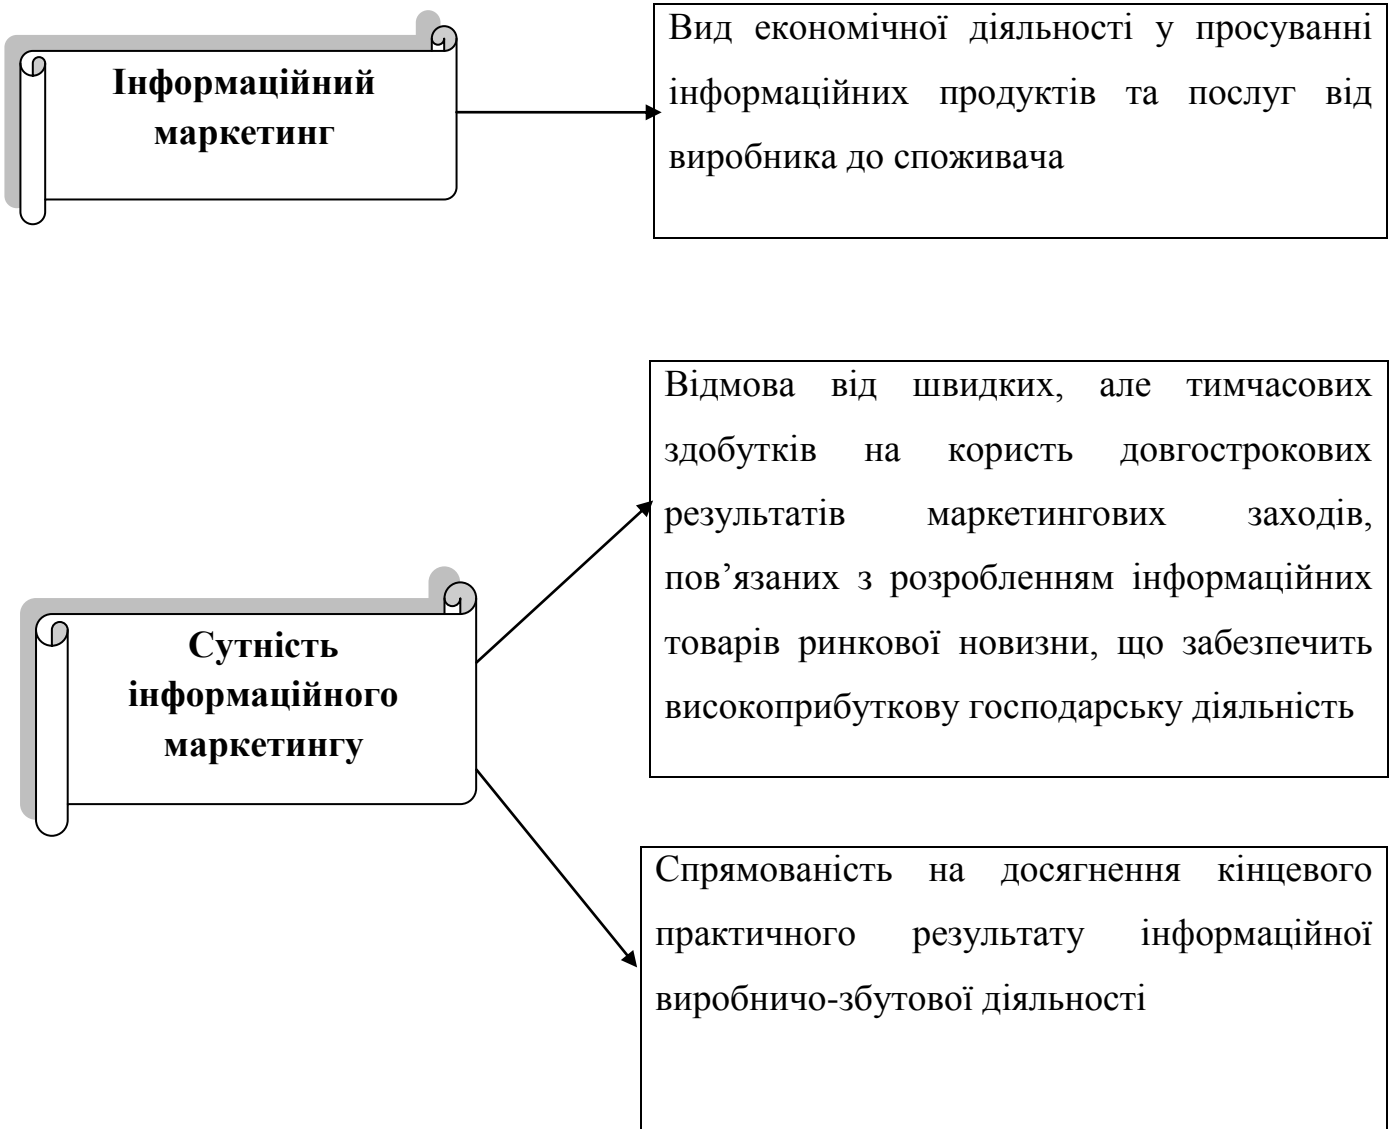 Інформаційний
маркетинг
Вид економічної діяльності у просуванні
інформаційних продуктів та послуг від
виробника до споживача
Відмова від швидких, але тимчасових
здобутків на користь довгострокових
результатів маркетингових заходів,
пов’язаних з розробленням інформаційних
товарів ринкової новизни, що забезпечить
високоприбуткову господарську діяльність
Сутність
інформаційного
маркетингу
Спрямованість на досягнення кінцевого
практичного результату інформаційної
виробничо-збутової діяльності